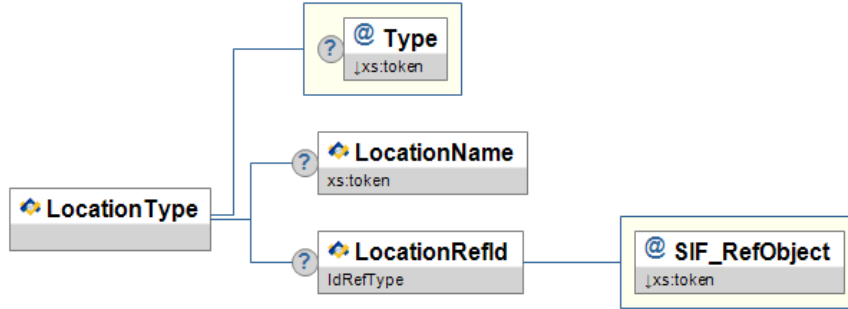 ? @ Type
↓xs:token
? LocationName
xs:token
LocationType
? LocationRefId
IdRefType
@ SIF_RefObject
↓xs:token